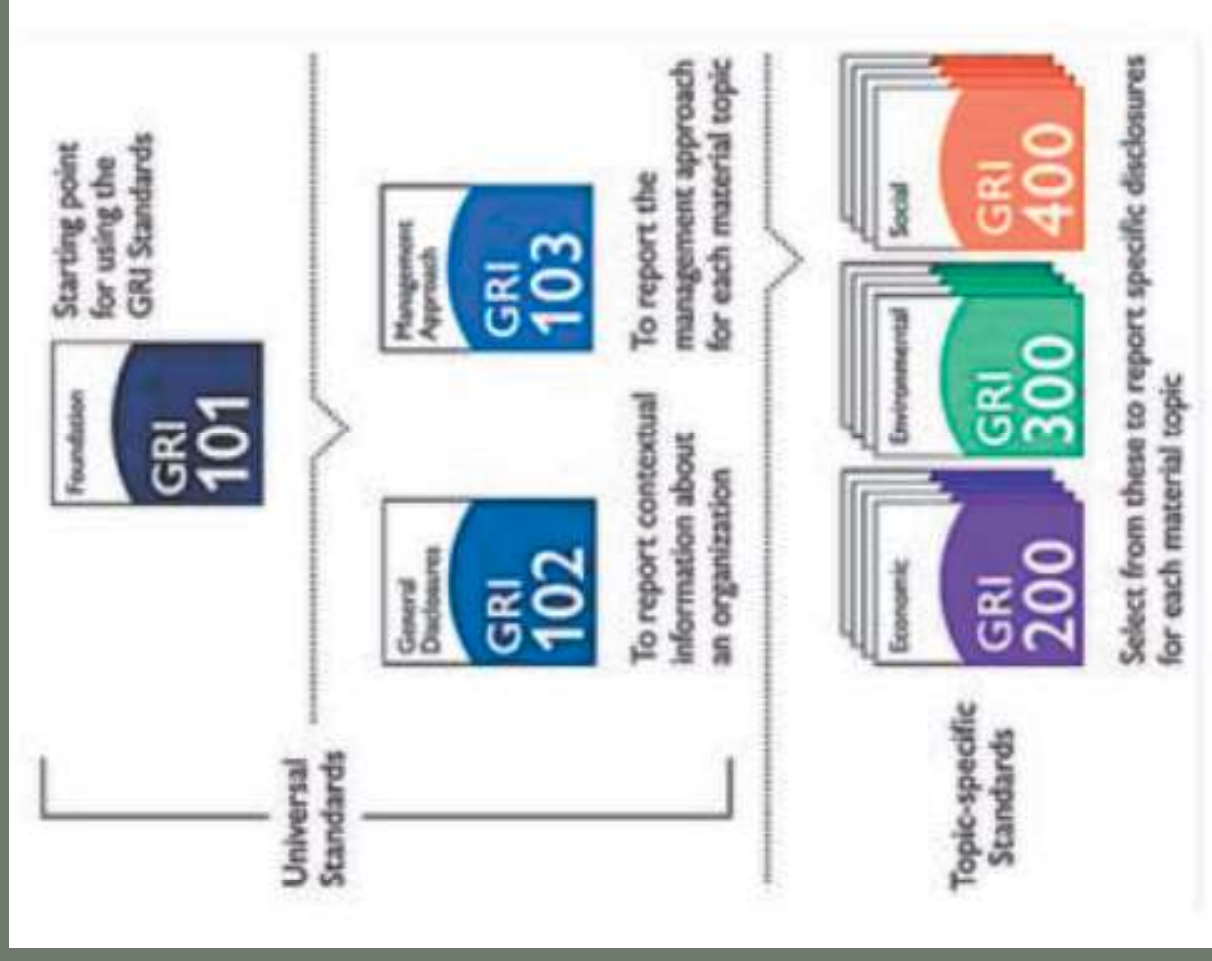 Foundation
GRI
101
Starting point
for using the
GRI Standards
Universal
Standards
General
Disclosures
GRI
102
Management
Approach
GRI
103
To report contextual
information about
an organization
To report the
management approach
for each material topic
Topic-specific
Standards
Economic
GRI
200
Environmental
GRI
300
Social
GRI
400
Select from these to report specific disclosures
for each material topic